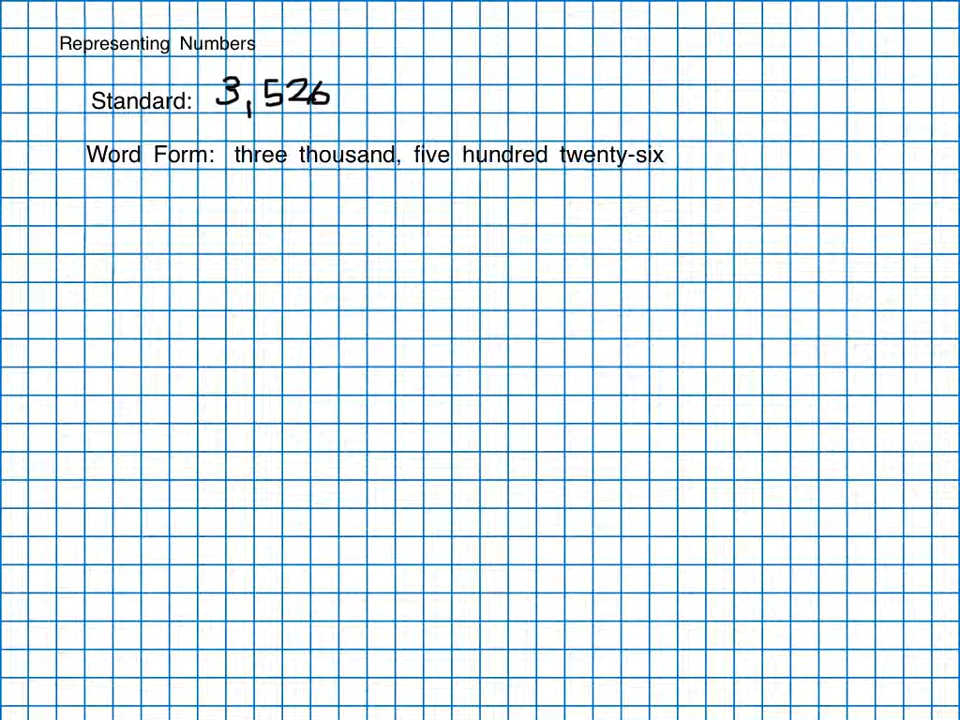 Representing Numbers
Standard: 3,526
Word Form: three thousand, five hundred twenty-six